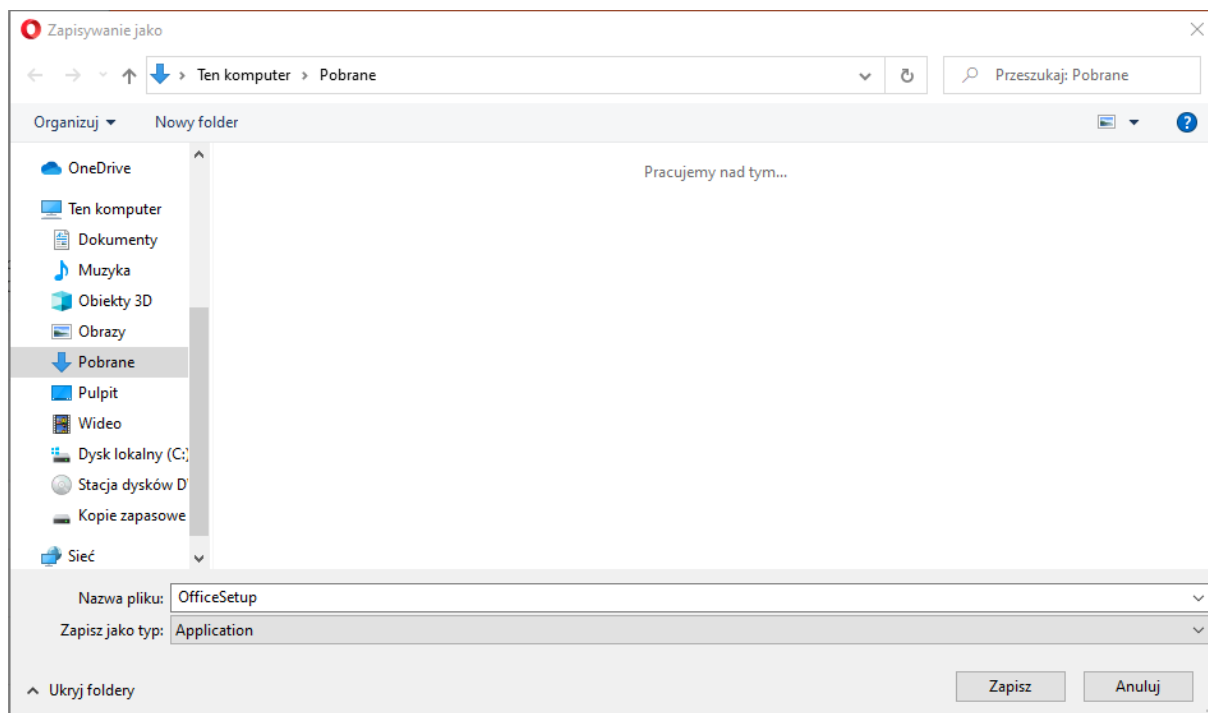 Zapisywanie jako
Ten komputer › Pobrane
Przeszukaj: Pobrane
Organizuj
Nowy folder
OneDrive
Ten komputer
Dokumenty
Muzyka
Obiekty 3D
Obrazy
Pobrane
Pulpit
Wideo
Dysk lokalny (C:)
Stacja dysków D
Kopie zapasowe
Sieć
Pracujemy nad tym...
Nazwa pliku: OfficeSetup
Zapisz jako typ: Application
Ukryj foldery
Zapisz
Anuluj